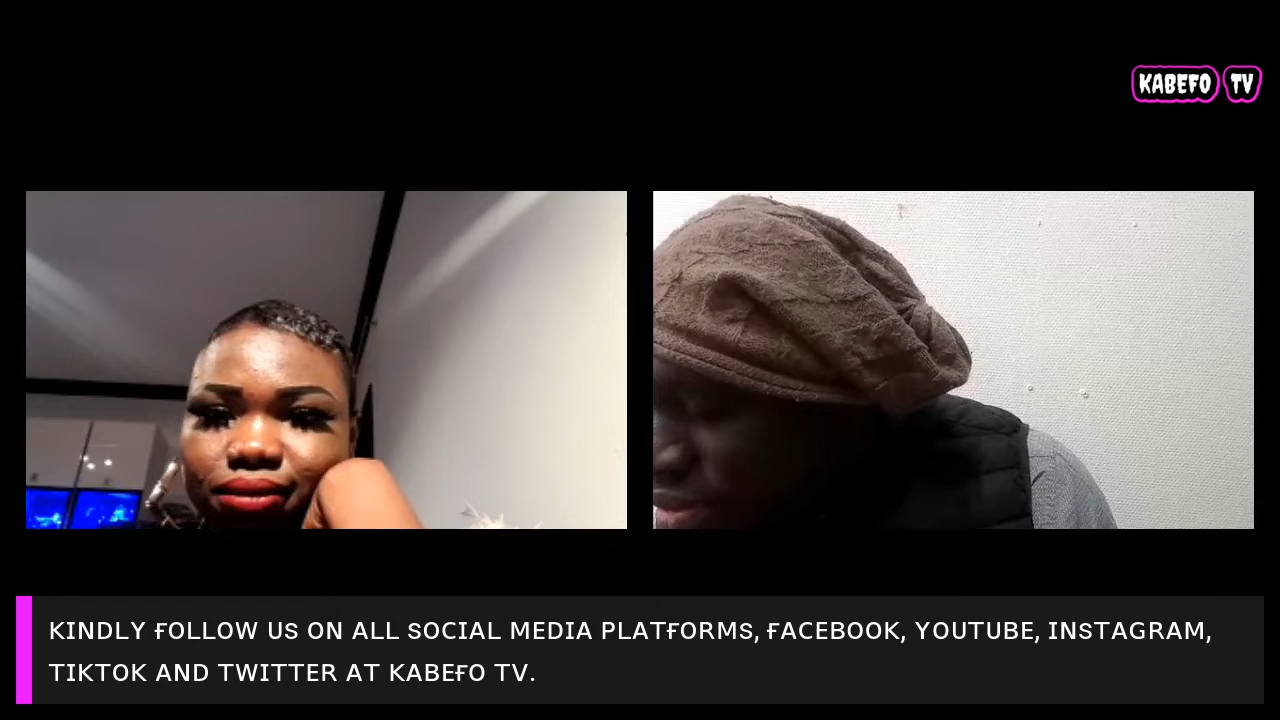 KABEFO TV
KINDLY FOLLOW US ON ALL SOCIAL MEDIA PLATFORMS, FACEBOOK, YOUTUBE, INSTAGRAM,
TIKTOK AND TWITTER AT KABEFO TV.